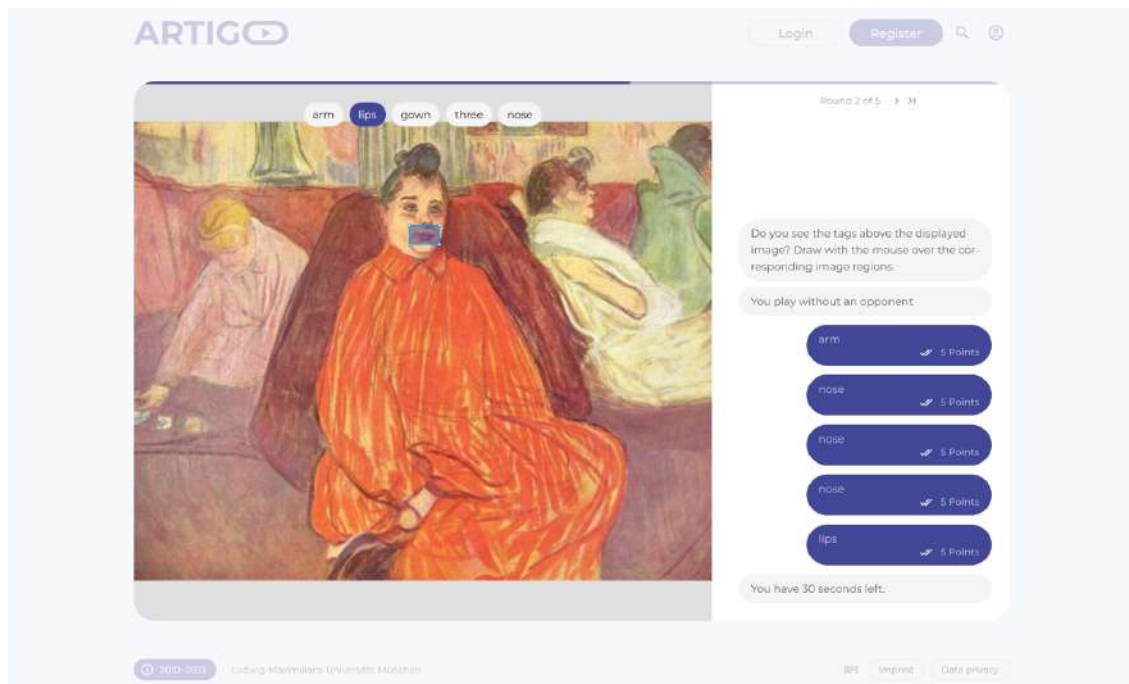 ARTIGO
Login
Register
arm lips gown three nose
Round 2 of 5
Do you see the tags above the displayed
image? Draw with the mouse over the cor-
responding image regions.
You play without an opponent
arm
5 Points
nose
5 Points
nose
5 Points
nose
5 Points
lips
5 Points
You have 30 seconds left.
2010–2023 Ludwig-Maximilians-Universität München
Imprint Data privacy